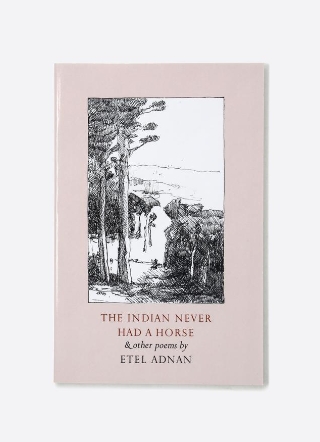 THE INDIAN NEVER
HAD A HORSE
& other poems by
ETEL ADNAN